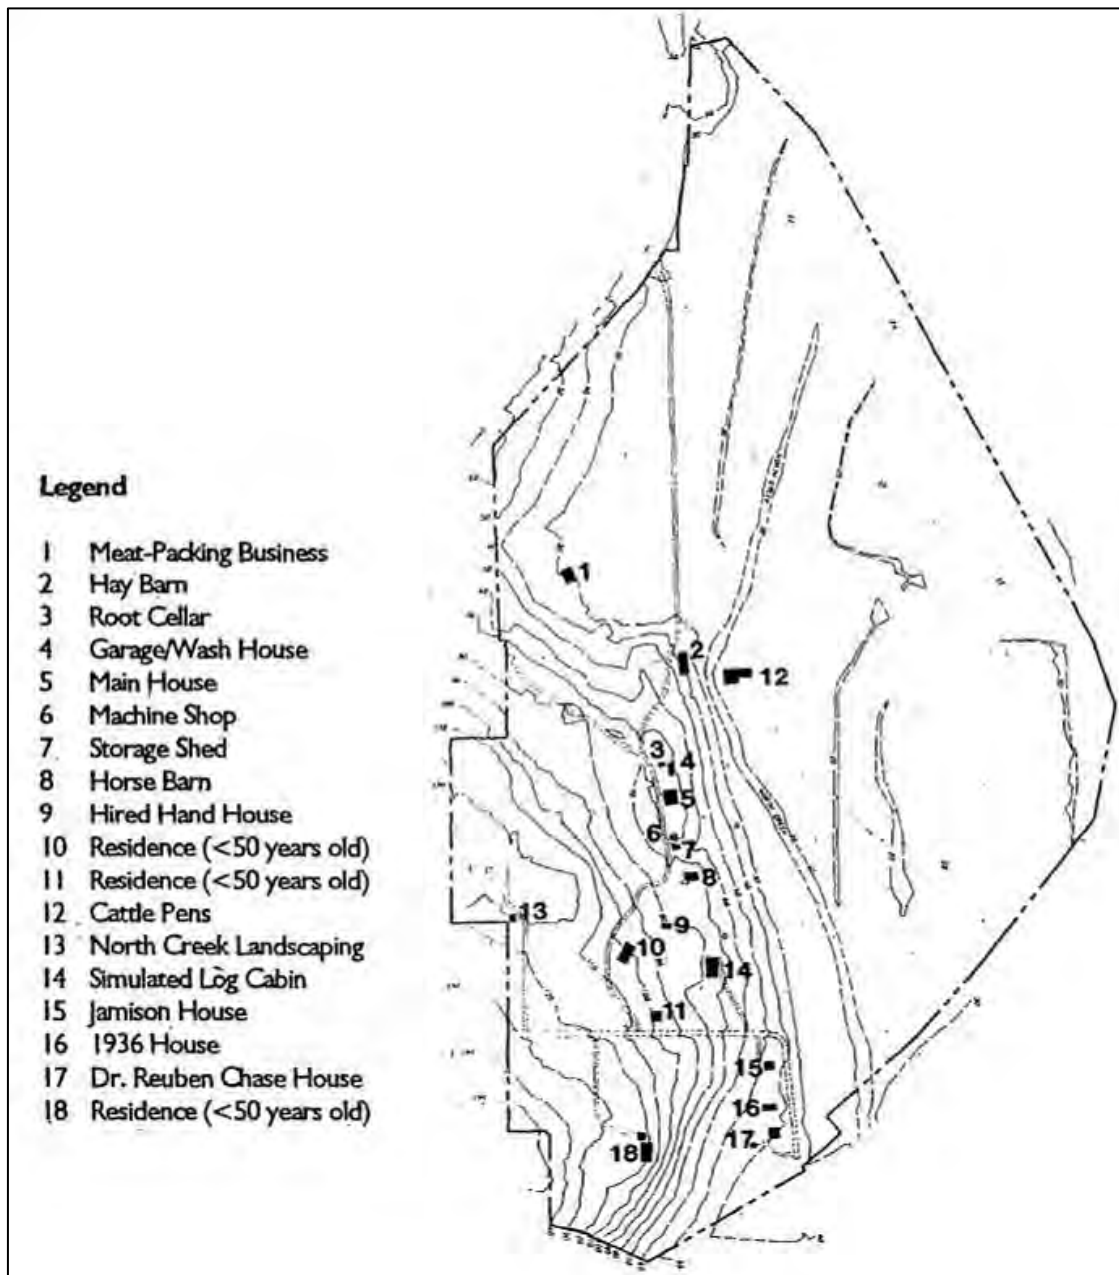 Legend
1 Meat-Packing Business
2 Hay Barn
3 Root Cellar
4 Garage/Wash House
5 Main House
6 Machine Shop
7 Storage Shed
8 Horse Barn
9 Hired Hand House
10 Residence (<50 years old)
11 Residence (<50 years old)
12 Cattle Pens
13 North Creek Landscaping
14 Simulated Log Cabin
15 Jamison House
16 1936 House
17 Dr. Reuben Chase House
18 Residence (<50 years old)
1
2
12
3
4
5
6
7
8
13
9
10
14
11
15
16
17
18